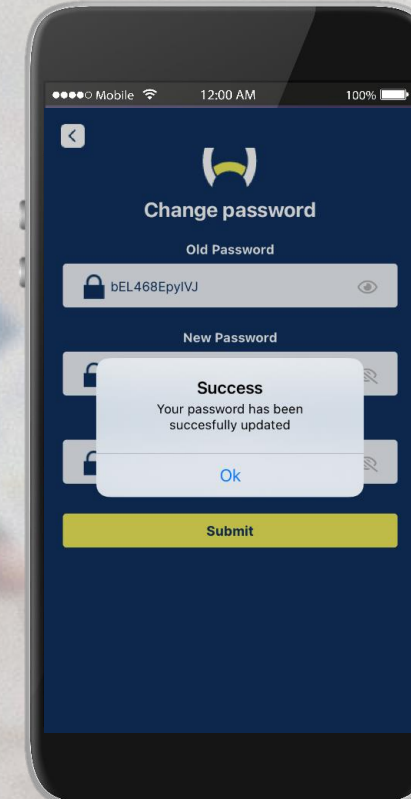 Mobile 12:00 AM 100%
Change password
Old Password
bEL468EpyIVJ
New Password
Success
Your password has been
succesfully updated
Ok
Submit